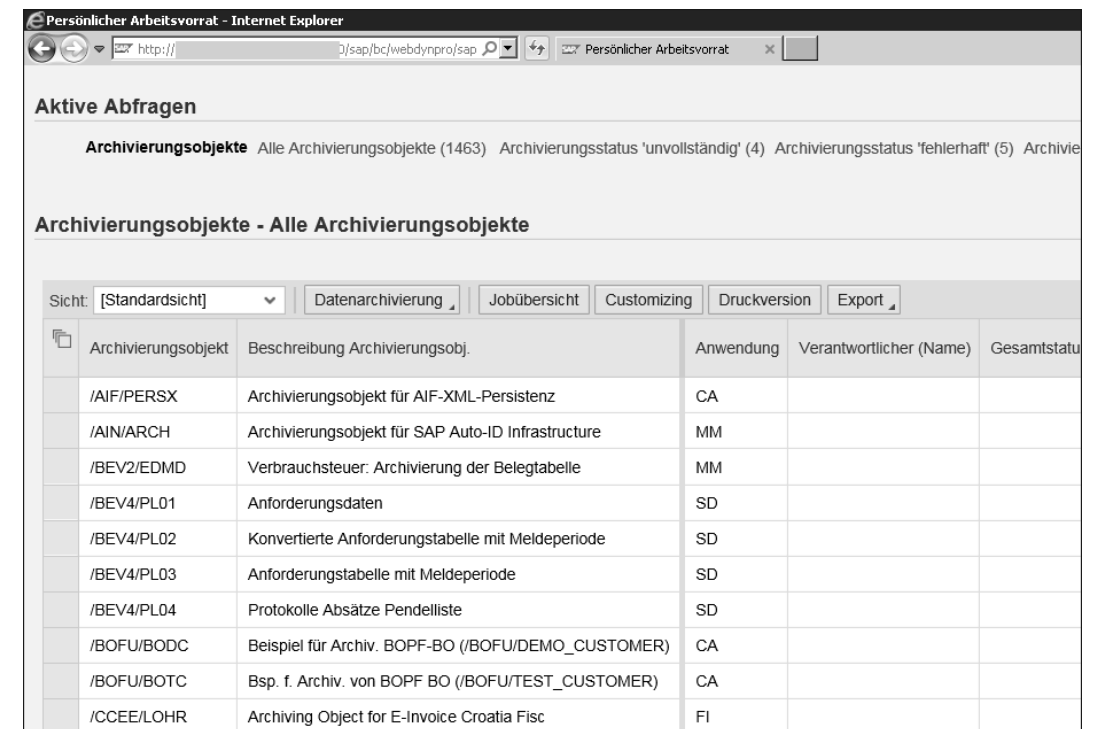 Persönlicher Arbeitsvorrat - Internet Explorer
http:// 0/sap/bc/webdynpro/sap Persönlicher Arbeitsvorrat
Aktive Abfragen
Archivierungsobjekte Alle Archivierungsobjekte (1463) Archivierungsstatus 'unvollständig' (4) Archivierungsstatus 'fehlerhaft' (5) Archivie
Archivierungsobjekte - Alle Archivierungsobjekte
Sicht: [Standardsicht] Datenarchivierung Jobübersicht Customizing Druckversion Export
Archivierungsobjekt Beschreibung Archivierungsobj. Anwendung Verantwortlicher (Name) Gesamtstatu
/AIF/PERSX Archivierungsobjekt für AIF-XML-Persistenz CA
/AIN/ARCH Archivierungsobjekt für SAP Auto-ID Infrastructure MM
/BEV2/EDMD Verbrauchsteuer: Archivierung der Belegtabelle MM
/BEV4/PL01 Anforderungsdaten SD
/BEV4/PL02 Konvertierte Anforderungstabelle mit Meldeperiode SD
/BEV4/PL03 Anforderungstabelle mit Meldeperiode SD
/BEV4/PL04 Protokolle Absätze Pendelliste SD
/BOFU/BODC Beispiel für Archiv. BOPF-BO (/BOFU/DEMO_CUSTOMER) CA
/BOFU/BOTC Bsp. f. Archiv. von BOPF BO (/BOFU/TEST_CUSTOMER) CA
/CCEE/LOHR Archiving Object for E-Invoice Croatia Fisc FI